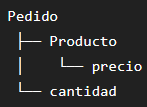 Pedido
├── Producto
│     └── precio
└── cantidad